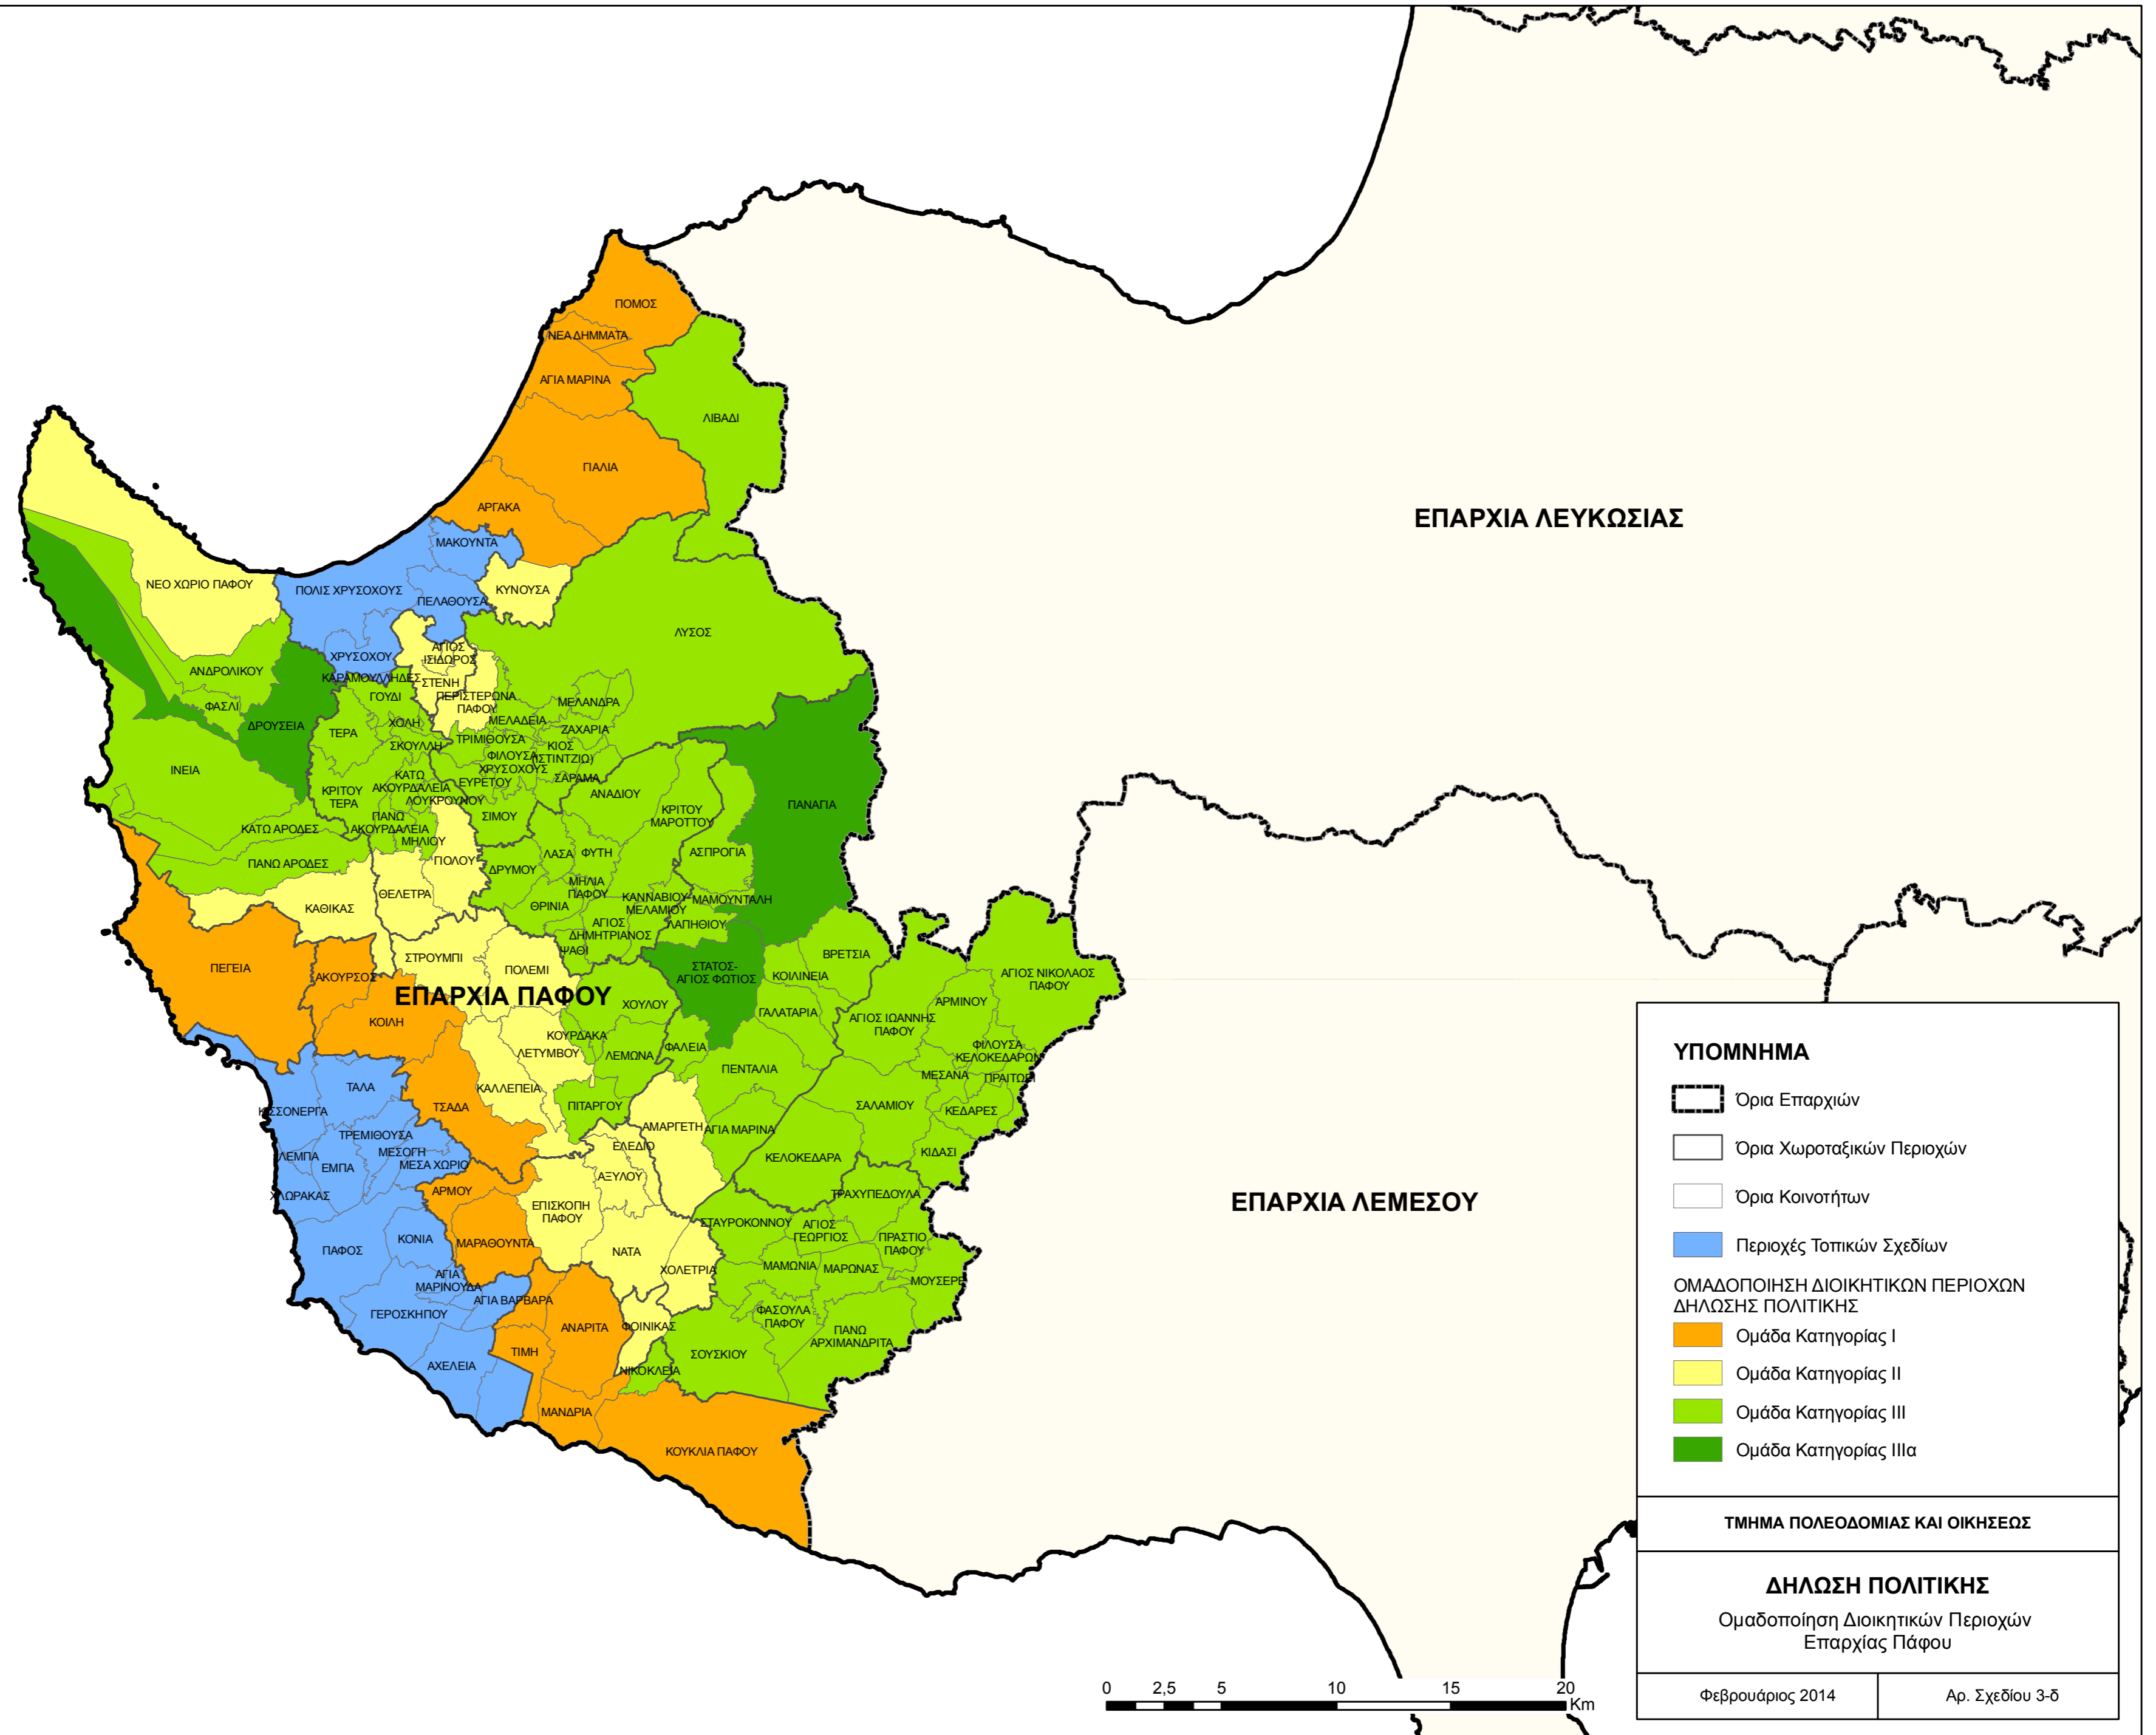 ΠΟΜΟΣ
ΝΕΑ ΔΗΜΜΑΤΑ
ΑΓΙΑ ΜΑΡΙΝΑ
ΛΙΒΑΔΙ
ΓΙΑΛΙΑ
ΑΡΓΑΚΑ
ΕΠΑΡΧΙΑ ΛΕΥΚΩΣΙΑΣ
ΜΑΚΟΥΝΤΑ
ΝΕΟ ΧΩΡΙΟ ΠΑΦΟΥ
ΠΟΛΙΣ ΧΡΥΣΟΧΟΥΣ
ΚΥΝΟΥΣΑ
ΠΕΛΑΘΟΥΣΑ
ΛΥΣΟΣ
ΑΓΙΟΣ
ΙΣΙΔΩΡΟΣ
ΧΡΥΣΟΧΟΥ
ΑΝΔΡΟΛΙΚΟΥ
ΚΑΡΑΜΟΥΛΛΗΔΕΣ
ΣΤΕΝΗ
ΓΟΥΔΙ
ΠΕΡΙΣΤΕΡΩΝΑ
ΠΑΦΟΥ
ΜΕΛΑΝΔΡΑ
ΦΑΣΛΙ
ΔΡΟΥΣΕΙΑ
ΧΟΛΗ
ΜΕΛΑΔΕΙΑ
ΖΑΧΑΡΙΑ
ΤΕΡΑ
ΣΚΟΥΛΛΗ
ΤΡΙΜΙΘΟΥΣΑ
ΚΙΟΣ
(ΙΣΤΙΝΤΖΙΟ)
ΦΙΛΟΥΣΑ
ΧΡΥΣΟΧΟΥΣ
ΙΝΕΙΑ
ΚΑΤΩ
ΑΚΟΥΡΔΑΛΕΙΑ
ΕΥΡΕΤΟΥ
ΣΑΡΑΜΑ
ΚΡΙΤΟΥ
ΤΕΡΑ
ΛΟΥΚΡΟΥΝΟΥ
ΑΝΑΔΙΟΥ
ΠΑΝΑΓΙΑ
ΚΡΙΤΟΥ
ΜΑΡΟΤΤΟΥ
ΣΙΜΟΥ
ΚΑΤΩ ΑΡΟΔΕΣ
ΠΑΝΩ
ΑΚΟΥΡΔΑΛΕΙΑ
ΜΗΛΙΟΥ
ΠΑΝΩ ΑΡΟΔΕΣ
ΓΙΟΛΟΥ
ΛΑΣΑ
ΦΥΤΗ
ΑΣΠΡΟΓΙΑ
ΔΡΥΜΟΥ
ΜΗΛΙΑ
ΠΑΦΟΥ
ΘΕΛΕΤΡΑ
ΚΑΝΝΑΒΙΟΥ
ΜΑΜΟΥΝΤΑΛΗ
ΚΑΘΙΚΑΣ
ΘΡΙΝΙΑ
ΜΕΛΑΜΙΟΥ
ΛΑΠΗΘΙΟΥ
ΑΓΙΟΣ
ΔΗΜΗΤΡΙΑΝΟΣ
ΨΑΘΙ
ΒΡΕΤΣΙΑ
ΣΤΡΟΥΜΠΙ
ΠΟΛΕΜΙ
ΠΕΓΕΙΑ
ΑΚΟΥΡΣΟΣ
ΣΤΑΤΟΣ-
ΑΓΙΟΣ ΦΩΤΙΟΣ
ΚΟΙΛΙΝΕΙΑ
ΑΓΙΟΣ ΝΙΚΟΛΑΟΣ
ΠΑΦΟΥ
ΕΠΑΡΧΙΑ ΠΑΦΟΥ
ΧΟΥΛΟΥ
ΑΡΜΙΝΟΥ
ΚΟΙΛΗ
ΓΑΛΑΤΑΡΙΑ
ΑΓΙΟΣ ΙΩΑΝΝΗΣ
ΠΑΦΟΥ
ΚΟΥΡΔΑΚΑ
ΛΕΤΥΜΒΟΥ
ΛΕΜΩΝΑ
ΦΑΛΕΙΑ
ΦΙΛΟΥΣΑ
ΚΕΛΟΚΕΔΑΡΩΝ
ΠΕΝΤΑΛΙΑ
ΜΕΣΑΝΑ
ΠΡΑΙΤΩΡΙ
ΤΑΛΑ
ΚΑΛΛΕΠΕΙΑ
ΤΣΑΔΑ
ΠΙΤΑΡΓΟΥ
ΣΑΛΑΜΙΟΥ
ΚΕΔΑΡΕΣ
ΚΙΣΣΟΝΕΡΓΑ
ΑΜΑΡΓΕΤΗ
ΑΓΙΑ ΜΑΡΙΝΑ
ΤΡΕΜΙΘΟΥΣΑ
ΜΕΣΟΓΗ
ΕΛΕΔΙΟ
ΚΙΔΑΣΙ
ΛΕΜΠΑ
ΕΜΠΑ
ΜΕΣΑ ΧΩΡΙΟ
ΚΕΛΟΚΕΔΑΡΑ
ΑΞΥΛΟΥ
ΧΛΩΡΑΚΑΣ
ΑΡΜΟΥ
ΤΡΑΧΥΠΕΔΟΥΛΑ
ΕΠΑΡΧΙΑ ΛΕΜΕΣΟΥ
ΕΠΙΣΚΟΠΗ
ΠΑΦΟΥ
ΣΤΑΥΡΟΚΟΝΝΟΥ
ΑΓΙΟΣ
ΓΕΩΡΓΙΟΣ
ΠΡΑΣΤΙΟ
ΠΑΦΟΥ
ΚΟΝΙΑ
ΜΑΡΑΘΟΥΝΤΑ
ΠΑΦΟΣ
ΝΑΤΑ
ΧΟΛΕΤΡΙΑ
ΜΑΜΩΝΙΑ
ΜΑΡΩΝΑΣ
ΜΟΥΣΕΡΕ
ΑΓΙΑ
ΜΑΡΙΝΟΥΔΑ
ΑΓΙΑ ΒΑΡΒΑΡΑ
ΓΕΡΟΣΚΗΠΟΥ
ΦΑΣΟΥΛΑ
ΠΑΦΟΥ
ΑΝΑΡΙΤΑ
ΦΟΙΝΙΚΑΣ
ΠΑΝΩ
ΑΡΧΙΜΑΝΔΡΙΤΑ
ΤΙΜΗ
ΣΟΥΣΚΙΟΥ
ΑΧΕΛΕΙΑ
ΝΙΚΟΚΛΕΙΑ
ΜΑΝΔΡΙΑ
ΚΟΥΚΛΙΑ ΠΑΦΟΥ
ΥΠΟΜΝΗΜΑ
Όρια Επαρχιών
Όρια Χωροταξικών Περιοχών
Όρια Κοινοτήτων
Περιοχές Τοπικών Σχεδίων
ΟΜΑΔΟΠΟΙΗΣΗ ΔΙΟΙΚΗΤΙΚΩΝ ΠΕΡΙΟΧΩΝ
ΔΗΛΩΣΗΣ ΠΟΛΙΤΙΚΗΣ
Ομάδα Κατηγορίας Ι
Ομάδα Κατηγορίας ΙΙ
Ομάδα Κατηγορίας ΙΙΙ
Ομάδα Κατηγορίας ΙΙΙα
ΤΜΗΜΑ ΠΟΛΕΟΔΟΜΙΑΣ ΚΑΙ ΟΙΚΗΣΕΩΣ
ΔΗΛΩΣΗ ΠΟΛΙΤΙΚΗΣ
Ομαδοποίηση Διοικητικών Περιοχών
Επαρχίας Πάφου
Φεβρουάριος 2014
Αρ. Σχεδίου 3-δ
0 2,5 5 10 15 20
Km